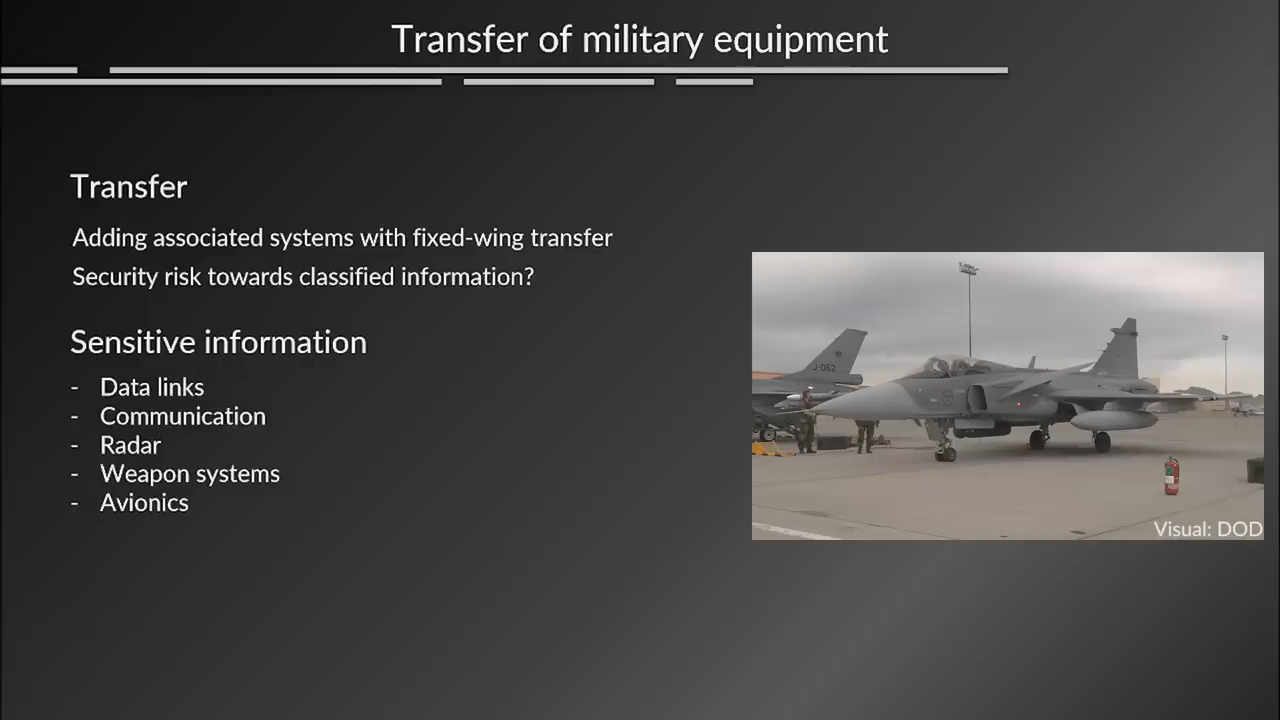 Transfer of military equipment
Transfer
Adding associated systems with fixed-wing transfer
Security risk towards classified information?
Sensitive information
- Data links
- Communication
- Radar
- Weapon systems
- Avionics
J-062
Visual: DOD